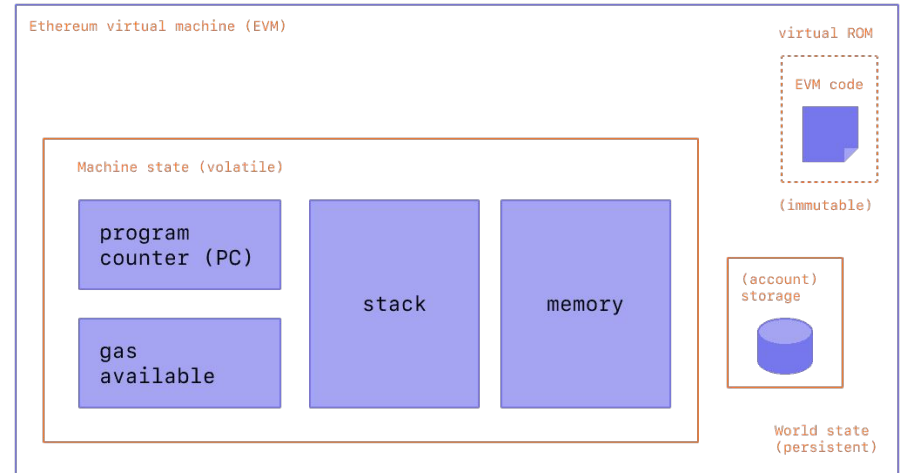 Ethereum virtual machine (EVM)
virtual ROM
EVM code
(immutable)
Machine state (volatile)
program
counter (PC)
gas
available
stack
memory
(account)
storage
World state
(persistent)